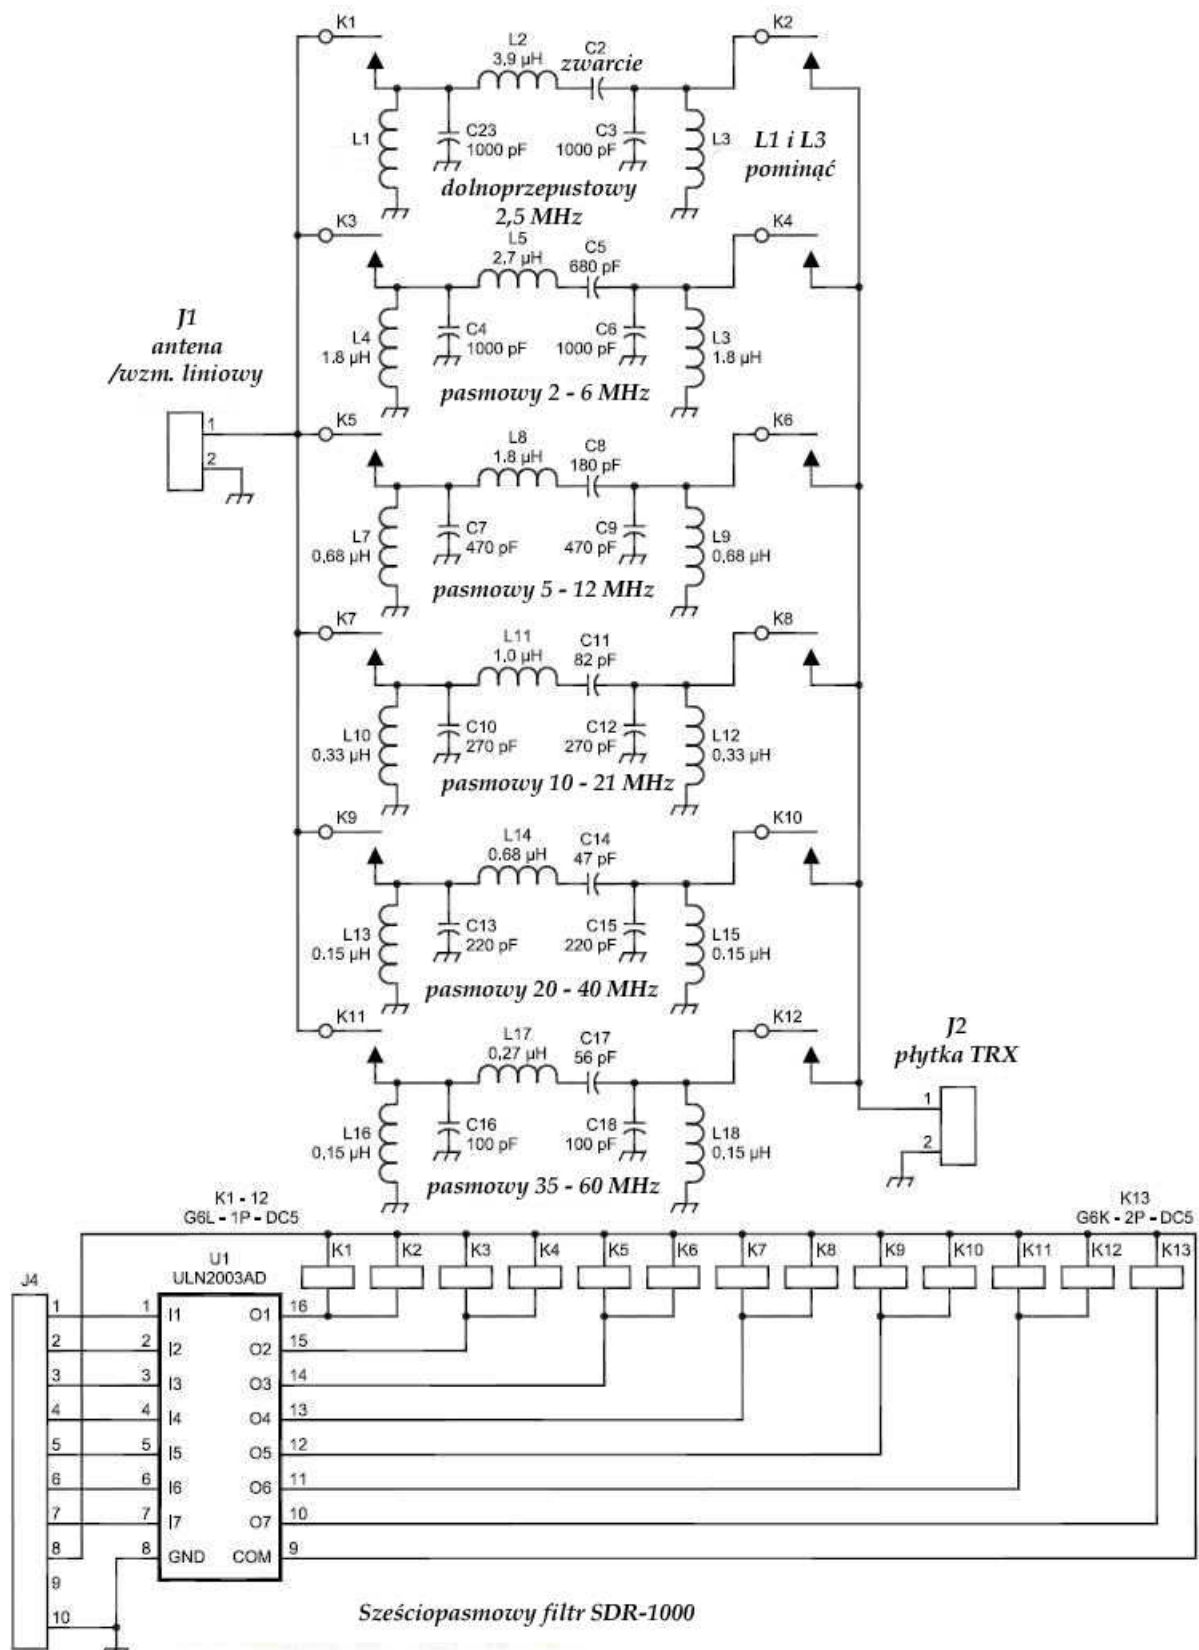 K1
K2
L2
3,9 µH
C2
zwarcie
L1
C23
1000 pF
C3
1000 pF
L3
L1 i L3
pominąć
dolnoprzepustowy
2,5 MHz
K3
K4
L5
2,7 µH
C5
680 pF
L4
1.8 µH
C4
1000 pF
C6
1000 pF
L3
1.8 µH
pasmowy 2 - 6 MHz
J1
antena
/wzm. liniowy
1
2
K5
K6
L8
1.8 µH
C8
180 pF
L7
0,68 µH
C7
470 pF
C9
470 pF
L9
0,68 µH
pasmowy 5 - 12 MHz
K7
K8
L11
1,0 µH
C11
82 pF
L10
0.33 µH
C10
270 pF
C12
270 pF
L12
0,33 µH
pasmowy 10 - 21 MHz
K9
K10
L14
0.68 µH
C14
47 pF
L13
0.15 µH
C13
220 pF
C15
220 pF
L15
0.15 µH
pasmowy 20 - 40 MHz
K11
K12
L17
0,27 µH
C17
56 pF
L16
0,15 µH
C16
100 pF
C18
100 pF
L18
0,15 µH
pasmowy 35 - 60 MHz
J2
płytka TRX
1
2
K1 - 12
G6L - 1P - DC5
K13
G6K - 2P - DC5
K1
K2
K3
K4
K5
K6
K7
K8
K9
K10
K11
K12
K13
J4
U1
ULN2003AD
1 1 I1 O1 16
2 2 I2 O2 15
3 3 I3 O3 14
4 4 I4 O4 13
5 5 I5 O5 12
6 6 I6 O6 11
7 7 I7 O7 10
8 8 GND COM 9
9
10
Sześciopasmowy filtr SDR-1000